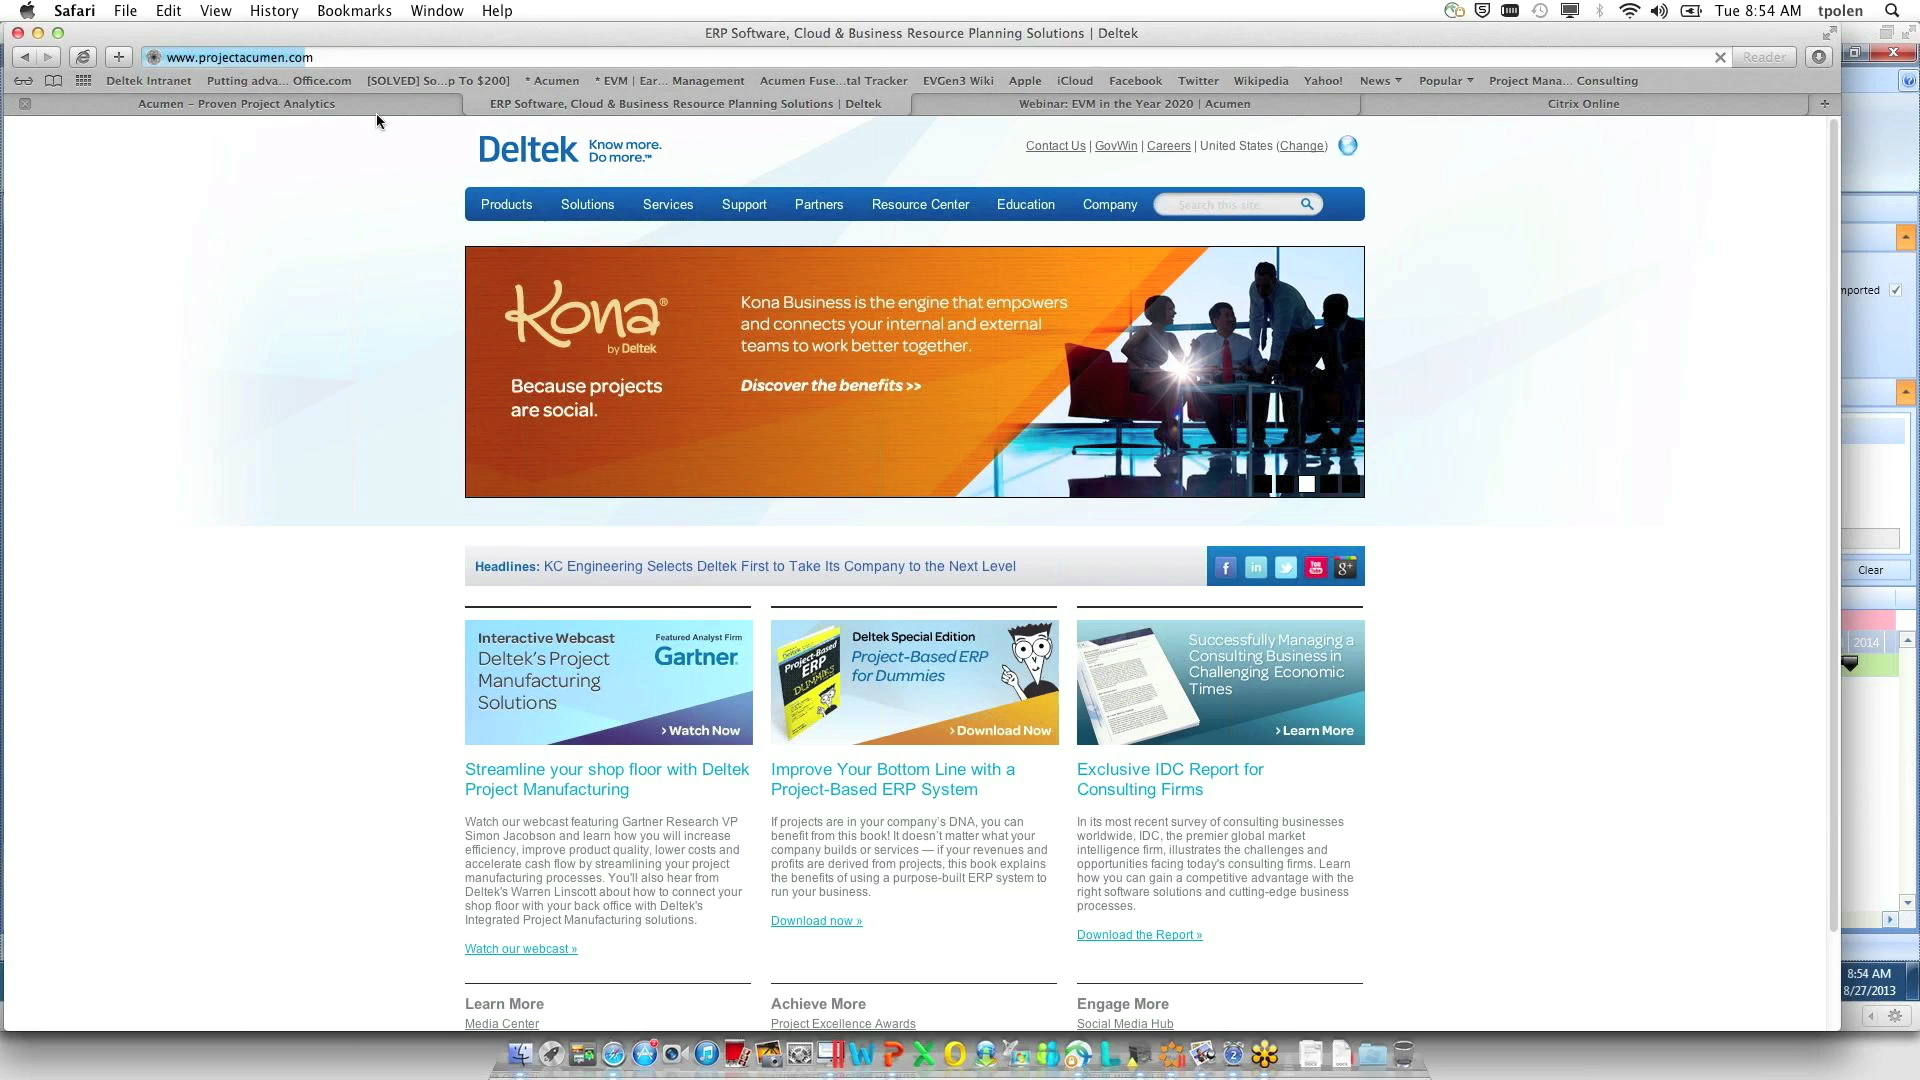 Safari File Edit View History Bookmarks Window Help
Tue 8:54 AM tpolen
ERP Software, Cloud & Business Resource Planning Solutions | Deltek
www.projectacumen.com
Reader
Deltek Intranet Putting adva... Office.com [SOLVED] So...p To $200] * Acumen * EVM | Ear... Management Acumen Fuse...tal Tracker EVGen3 Wiki Apple iCloud Facebook Twitter Wikipedia Yahoo! News Popular Project Mana... Consulting
Acumen – Proven Project Analytics
ERP Software, Cloud & Business Resource Planning Solutions | Deltek
Webinar: EVM in the Year 2020 | Acumen
Citrix Online
Deltek Know more.
Do more.™
Contact Us | GovWin | Careers | United States (Change)
Products Solutions Services Support Partners Resource Center Education Company Search this site
Kona®
by Deltek
Because projects
are social.
Kona Business is the engine that empowers
and connects your internal and external
teams to work better together.
Discover the benefits >>
Headlines: KC Engineering Selects Deltek First to Take Its Company to the Next Level
Interactive Webcast
Deltek's Project
Manufacturing
Solutions
Featured Analyst Firm
Gartner
› Watch Now
Project-Based
ERP
DUMMIES
Deltek Special Edition
Project-Based ERP
for Dummies
› Download Now
Successfully Managing a
Consulting Business in
Challenging Economic
Times
› Learn More
Streamline your shop floor with Deltek
Project Manufacturing
Watch our webcast featuring Gartner Research VP
Simon Jacobson and learn how you will increase
efficiency, improve product quality, lower costs and
accelerate cash flow by streamlining your project
manufacturing processes. You'll also hear from
Deltek's Warren Linscott about how to connect your
shop floor with your back office with Deltek's
Integrated Project Manufacturing solutions.
Watch our webcast »
Improve Your Bottom Line with a
Project-Based ERP System
If projects are in your company's DNA, you can
benefit from this book! It doesn't matter what your
company builds or services — if your revenues and
profits are derived from projects, this book explains
the benefits of using a purpose-built ERP system to
run your business.
Download now »
Exclusive IDC Report for
Consulting Firms
In its most recent survey of consulting businesses
worldwide, IDC, the premier global market
intelligence firm, illustrates the challenges and
opportunities facing today's consulting firms. Learn
how you can gain a competitive advantage with the
right software solutions and cutting-edge business
processes.
Download the Report »
Learn More
Media Center
Achieve More
Project Excellence Awards
Engage More
Social Media Hub
mported
Clear
2014
8:54 AM
8/27/2013